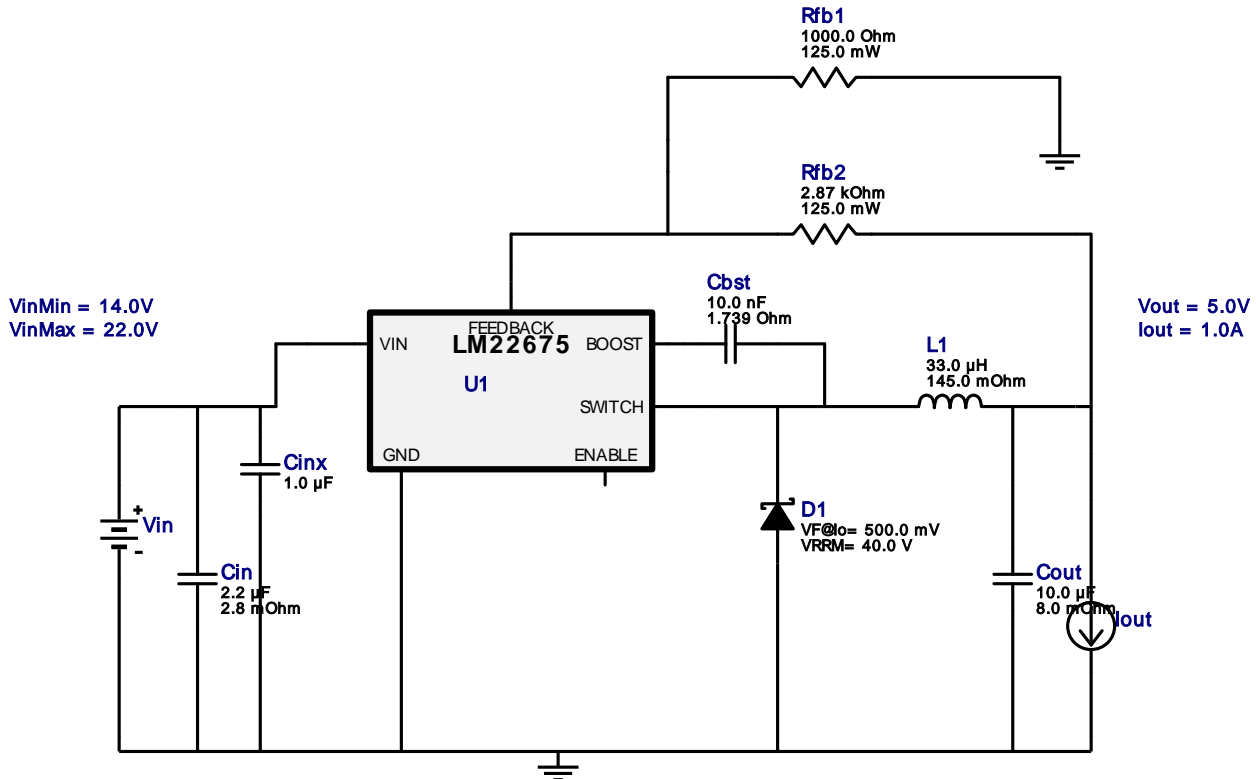 Rfb1
1000.0 Ohm
125.0 mW
Rfb2
2.87 kOhm
125.0 mW
VinMin = 14.0V
VinMax = 22.0V
Cbst
10.0 nF
1.739 Ohm
Vout = 5.0V
Iout = 1.0A
FEEDBACK
VIN
LM22675
BOOST
U1
SWITCH
GND
ENABLE
L1
33.0 µH
145.0 mOhm
Cinx
1.0 µF
+
Vin
-
Cin
2.2 µF
2.8 mOhm
D1
VF@Io= 500.0 mV
VRRM= 40.0 V
Cout
10.0 µF
8.0 mOhm
Iout